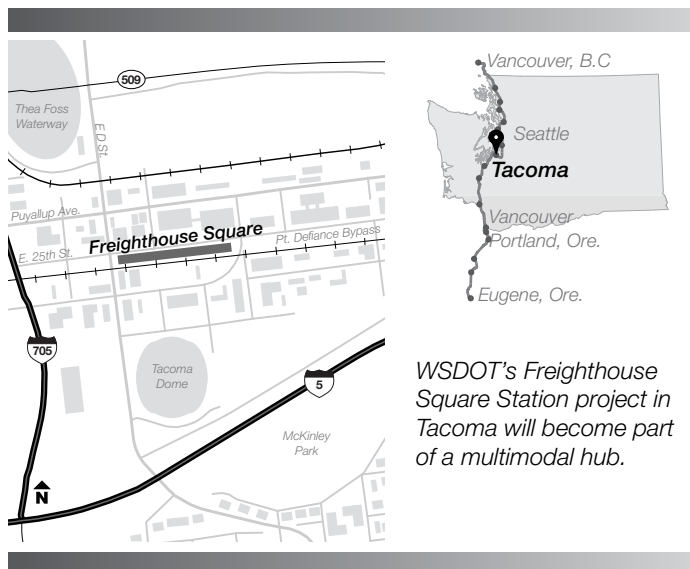 509
Thea Foss
Waterway
E D St.
Puyallup Ave.
Freighthouse Square
E. 25th St.
Pt. Defiance Bypass
705
Tacoma
Dome
5
McKinley
Park
N
Vancouver, B.C
Seattle
Tacoma
Vancouver
Portland, Ore.
Eugene, Ore.
WSDOT’s Freighthouse
Square Station project in
Tacoma will become part
of a multimodal hub.